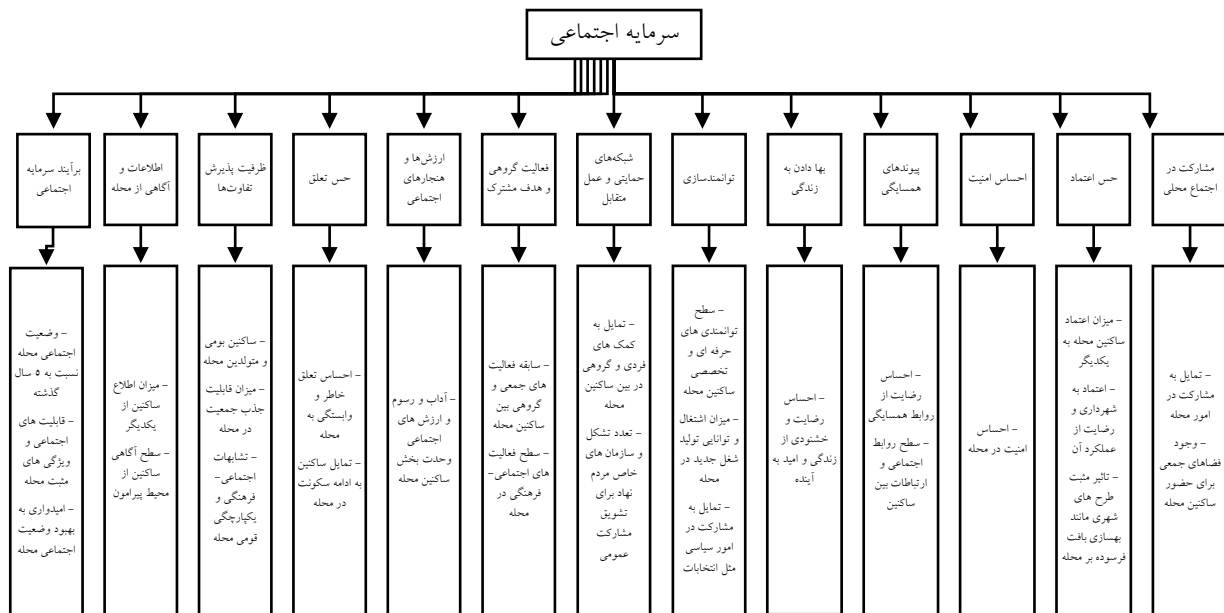 سرمایه اجتماعی
مشارکت در
اجتماع محلی
حس اعتماد
احساس امنیت
پیوندهای
همسایگی
بها دادن به
زندگی
توانمندسازی
شبکه‌های
حمایتی و عمل
متقابل
فعالیت گروهی
و هدف مشترک
ارزش‌ها و
هنجارهای
اجتماعی
حس تعلق
ظرفیت پذیرش
تفاوت‌ها
اطلاعات و
آگاهی از محله
برآیند سرمایه
اجتماعی
– تمایل به
مشارکت در
امور محله
– وجود
فضاهای جمعی
برای حضور
ساکنین محله
– میزان اعتماد
ساکنین محله به
یکدیگر
– اعتماد به
شهرداری و
رضایت از
عملکرد آن
– تاثیر مثبت
طرح های
شهری مانند
بهسازی بافت
فرسوده بر محله
– احساس
امنیت در محله
– احساس
رضایت از
روابط همسایگی
– سطح روابط
اجتماعی و
ارتباطات بین
ساکنین
– احساس
رضایت و
خشنودی از
زندگی و امید به
آینده
– سطح
توانمندی های
حرفه ای و
تخصصی
ساکنین محله
– میزان اشتغال
و توانایی تولید
شغل جدید در
محله
– تمایل به
مشارکت در
امور سیاسی
مثل انتخابات
– تمایل به
کمک های
فردی و گروهی
در بین ساکنین
محله
– تعدد تشکل
و سازمان های
خاص مردم
نهاد برای
تشویق
مشارکت
عمومی
– سابقه فعالیت
های جمعی و
گروهی بین
ساکنین محله
– سطح فعالیت
های اجتماعی–
فرهنگی در
محله
– آداب و رسوم
و ارزش های
اجتماعی
وحدت بخش
ساکنین محله
– احساس تعلق
خاطر و
وابستگی به
محله
– تمایل ساکنین
به ادامه سکونت
در محله
– ساکنین بومی
و متولدین محله
– میزان قابلیت
جذب جمعیت
در محله
– تشابهات
اجتماعی–
فرهنگی و
یکپارچگی
قومی محله
– میزان اطلاع
ساکنین از
یکدیگر
– سطح آگاهی
ساکنین از
محیط پیرامون
– وضعیت
اجتماعی محله
نسبت به ۵ سال
گذشته
– قابلیت های
اجتماعی و
ویژگی های
مثبت محله
– امیدواری به
بهبود وضعیت
اجتماعی محله